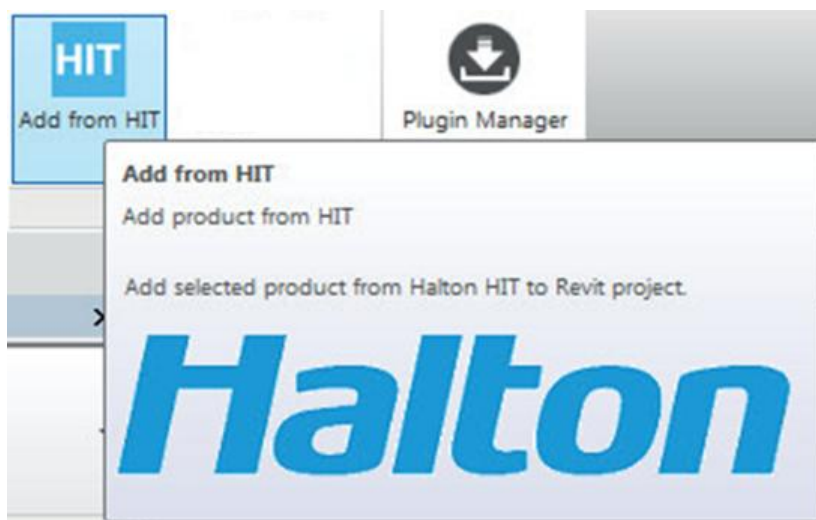 HIT
Add from HIT
Plugin Manager
Add from HIT
Add product from HIT
Add selected product from Halton HIT to Revit project.
Halton